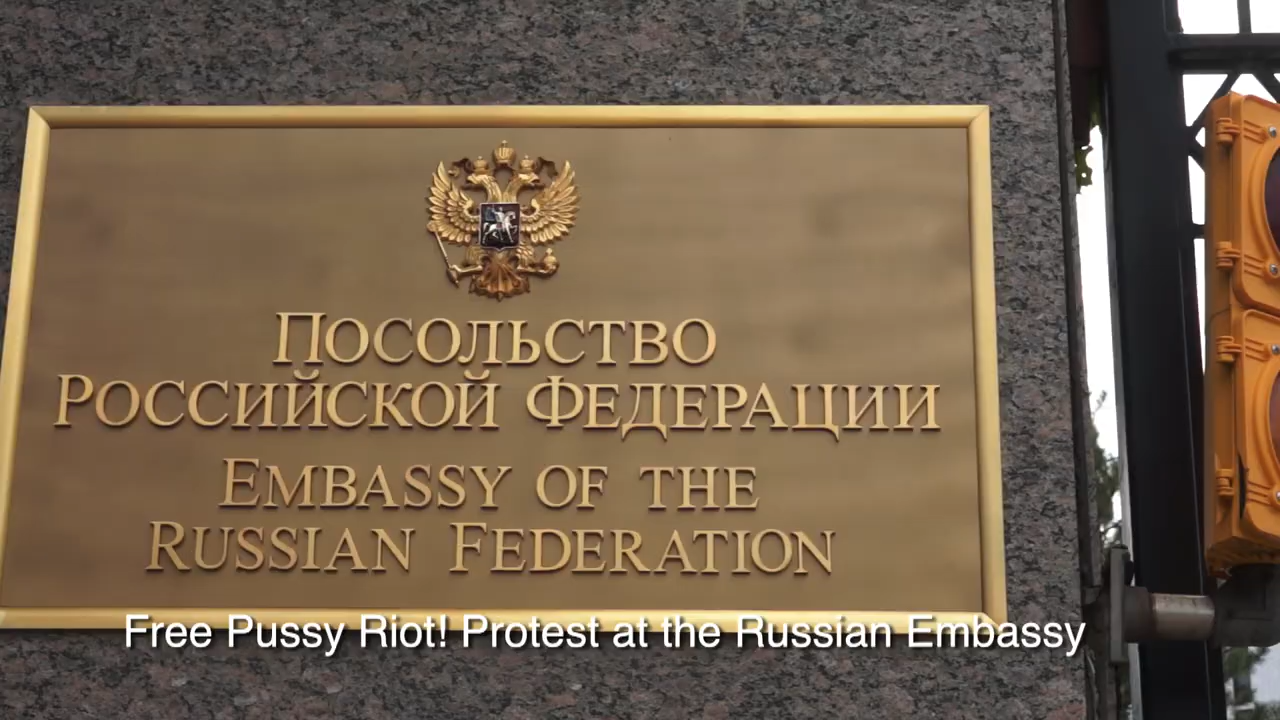 Посольство
Российской Федерации
Embassy of the
Russian Federation
Free Pussy Riot! Protest at the Russian Embassy